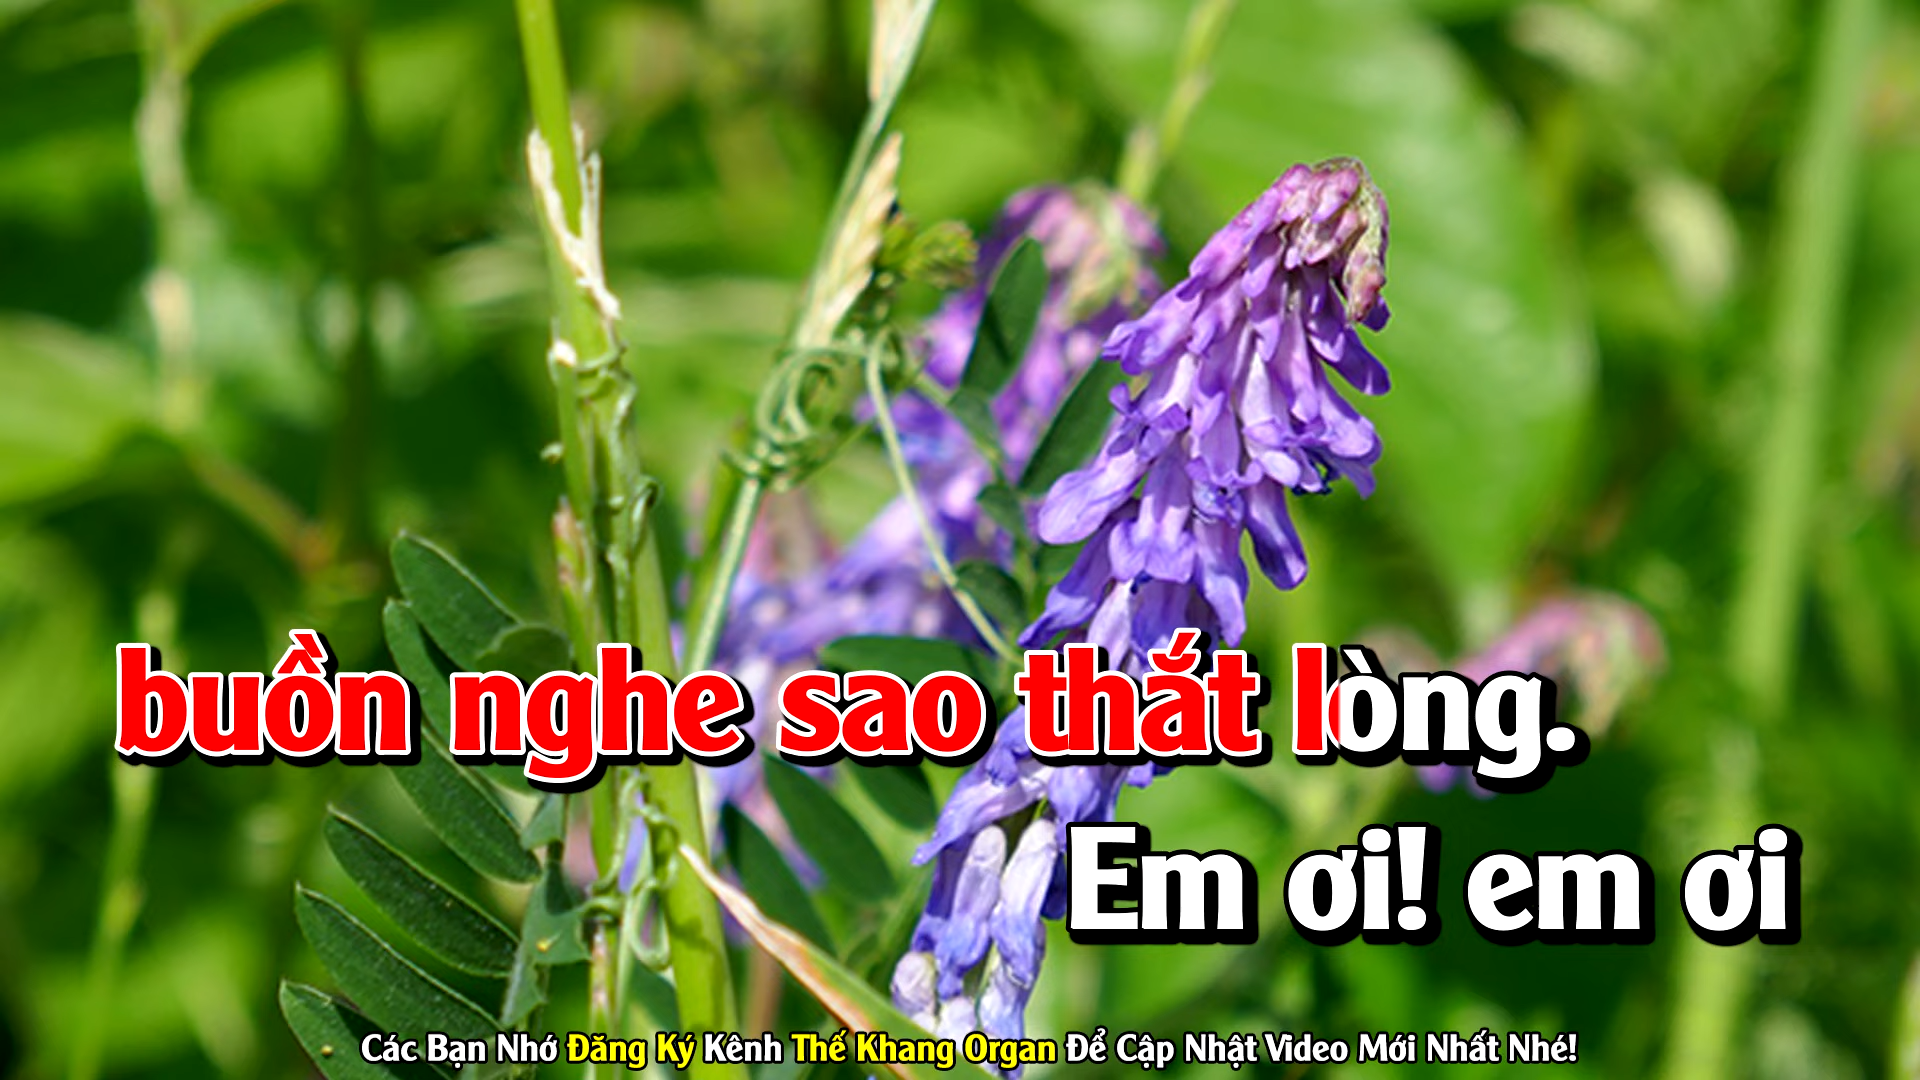 buồn nghe sao thắt lòng.
Em ơi! em ơi
Các Bạn Nhớ Đăng Ký Kênh Thế Khang Organ Để Cập Nhật Video Mới Nhất Nhé!